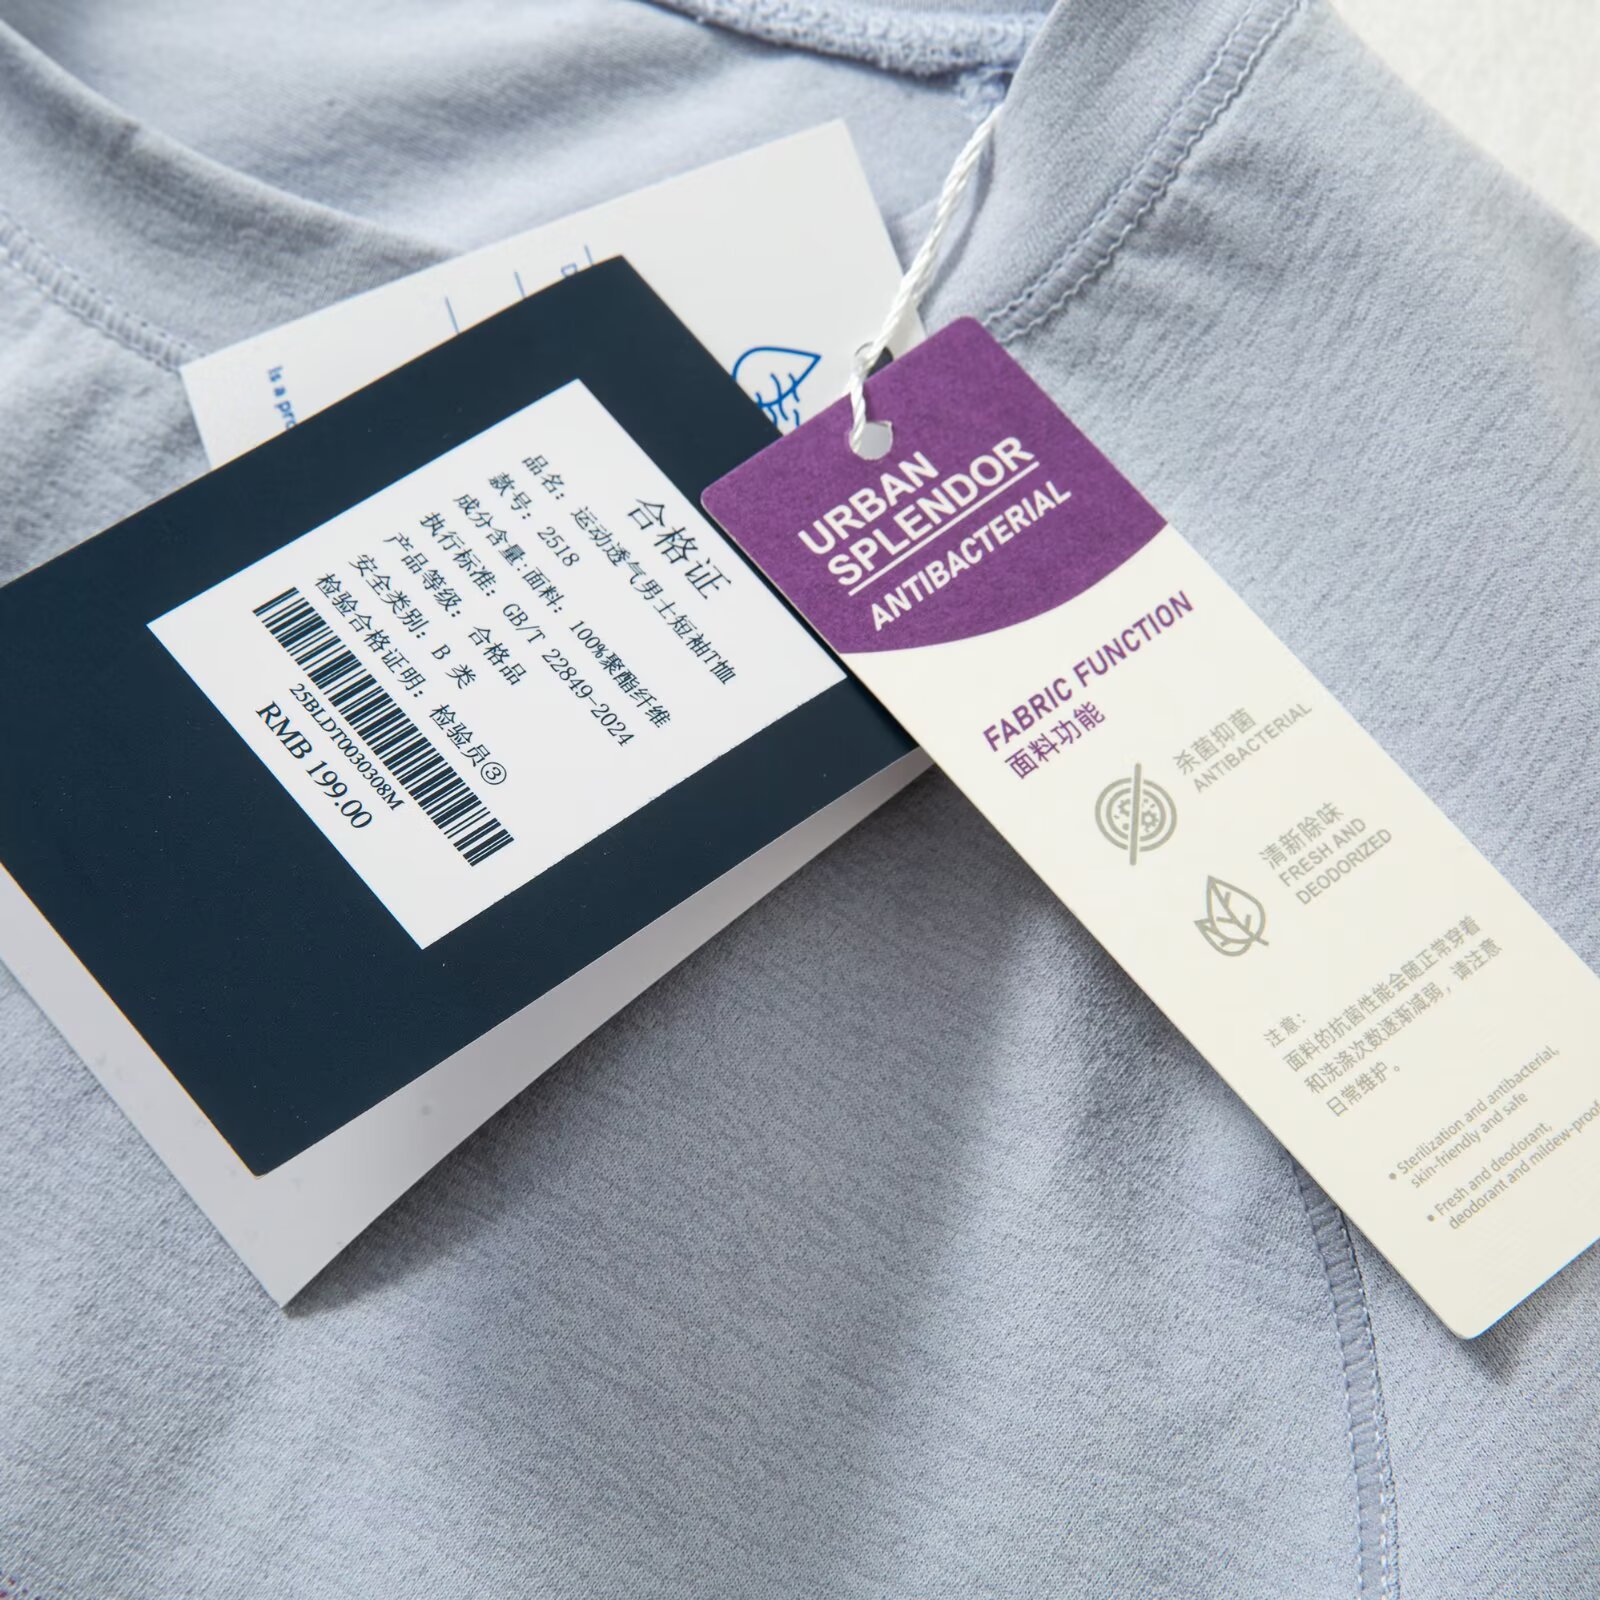 合格证
品名：运动透气男士短袖T恤
款号：2518
成分含量:面料：100%聚酯纤维
执行标准：GB/T 22849-2024
产品等级：合格品
安全类别：B 类
检验合格证明：检验员③
25BLDT0030308M
RMB 199.00
Is a
URBAN
SPLENDOR
ANTIBACTERIAL
FABRIC FUNCTION
面料功能
杀菌抑菌
ANTIBACTERIAL
清新除味
FRESH AND
DEODORIZED
注意：
面料的抗菌性能会随正常穿着
和洗涤次数逐渐减弱，请注意
日常维护。
• Sterilization and antibacterial,
skin-friendly and safe
• Fresh and deodorant,
deodorant and mildew-proof